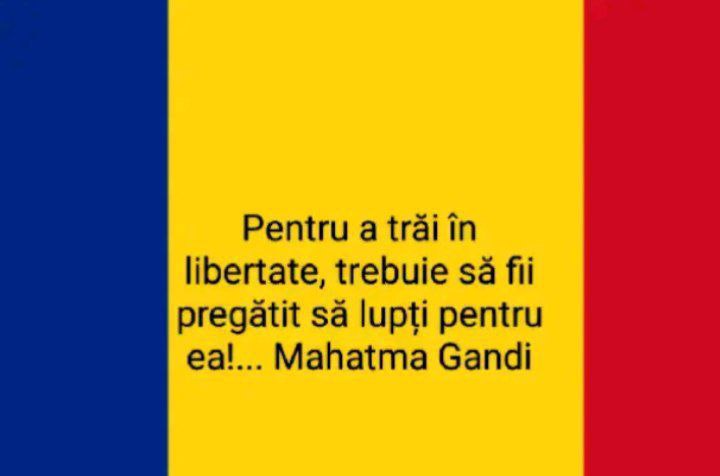 Pentru a trăi în
libertate, trebuie să fii
pregătit să lupți pentru
ea!... Mahatma Gandi